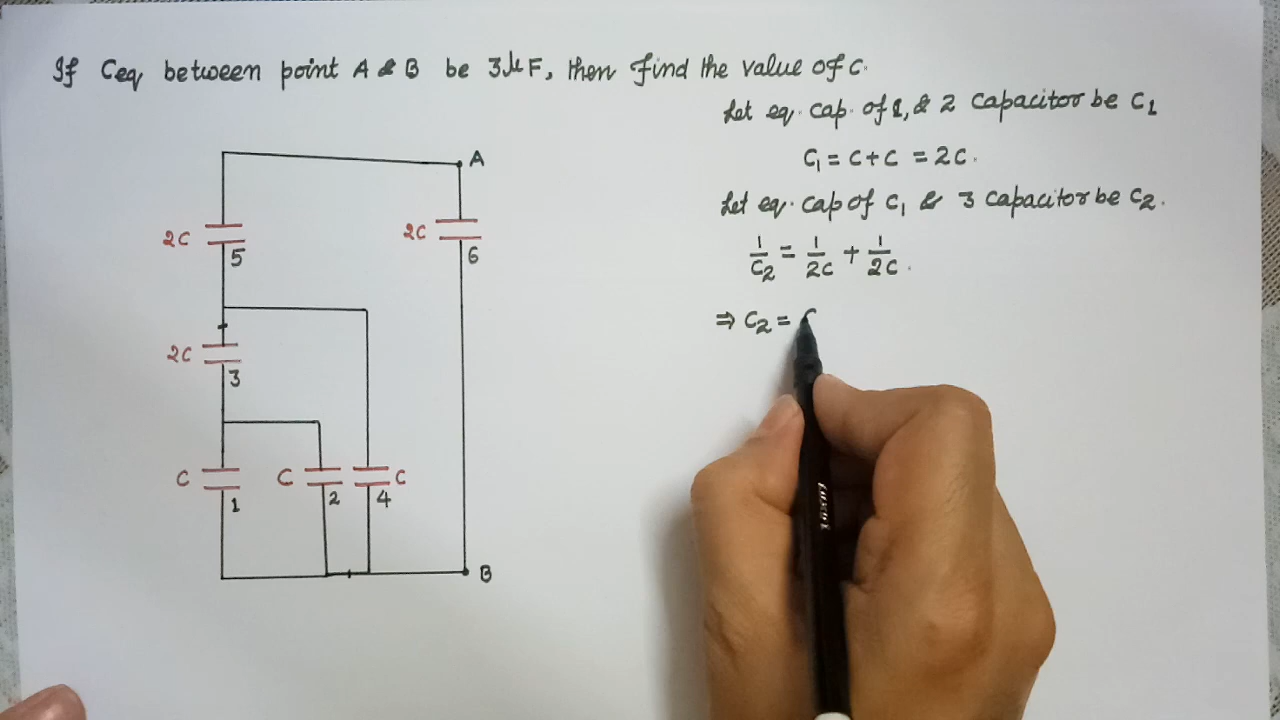 If Ceq between point A & B be 3μF, then find the value of C.
Let eq. cap. of 1, & 2 capacitor be C₁
C₁ = C + C = 2C.
Let eq. cap of C₁ & 3 capacitor be C₂.
1/C₂ = 1/2C + 1/2C.
⇒ C₂ = C
A
2C
5
2C
6
2C
3
C
1
C
2
C
4
B